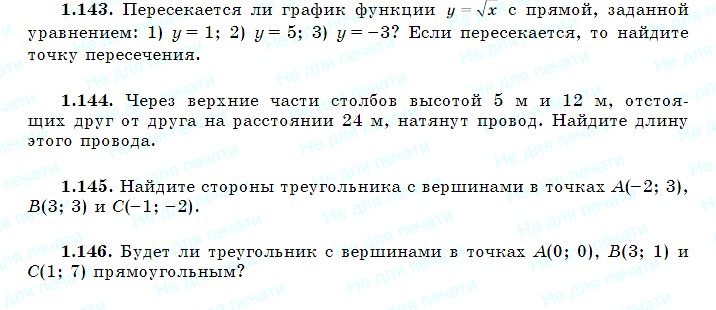 1.143. Пересекается ли график функции y = √x с прямой, заданной
уравнением: 1) y = 1; 2) y = 5; 3) y = −3? Если пересекается, то найдите
точку пересечения.
1.144. Через верхние части столбов высотой 5 м и 12 м, отстоя-
щих друг от друга на расстоянии 24 м, натянут провод. Найдите длину
этого провода.
1.145. Найдите стороны треугольника с вершинами в точках A(−2; 3),
B(3; 3) и C(−1; −2).
1.146. Будет ли треугольник с вершинами в точках A(0; 0), B(3; 1) и
C(1; 7) прямоугольным?